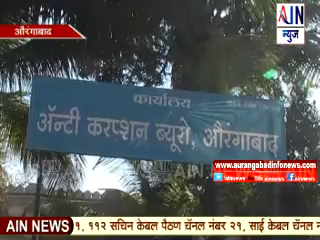 औरंगाबाद
AIN
न्युज
कार्यालय
ॲन्टी करप्शन ब्युरो, औरंगाबाद
www.aurangabadinfonews.com
AIN NEWS
१, ११२ सचिन केबल पैठण चॅनल नंबर २१, साई केबल चॅनल न